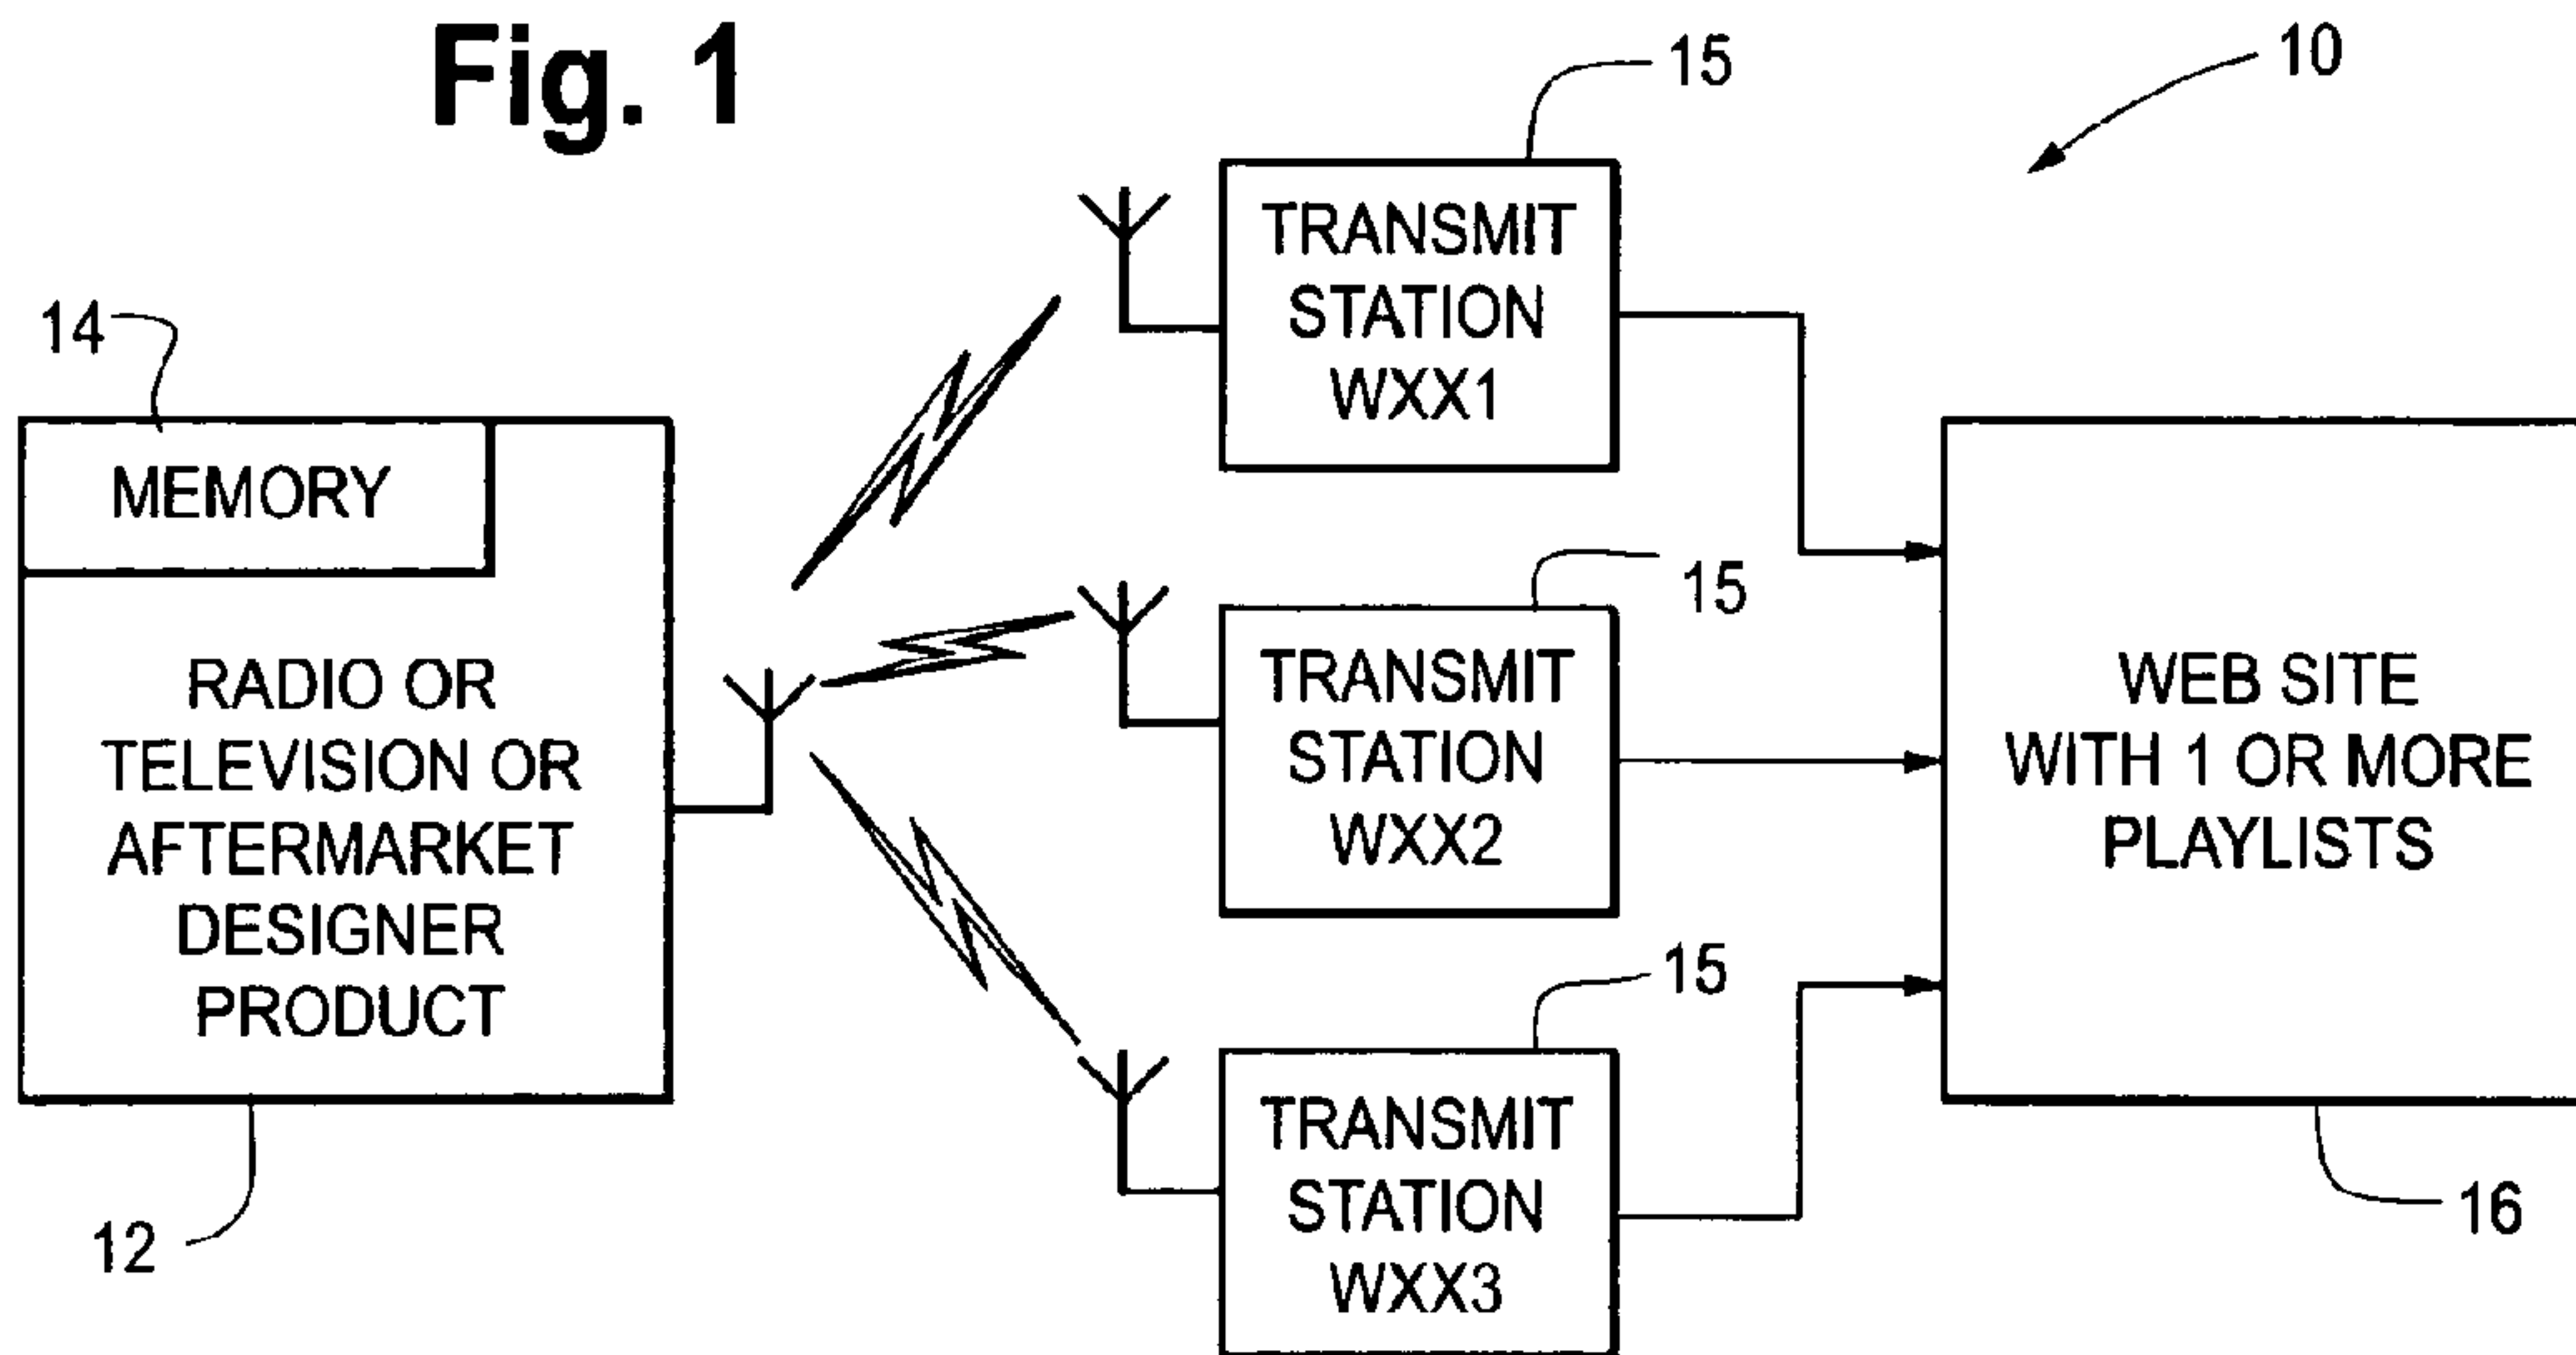 Fig. 1
10
14
MEMORY
RADIO OR
TELEVISION OR
AFTERMARKET
DESIGNER
PRODUCT
12
15
TRANSMIT
STATION
WXX1
15
TRANSMIT
STATION
WXX2
15
TRANSMIT
STATION
WXX3
WEB SITE
WITH 1 OR MORE
PLAYLISTS
16